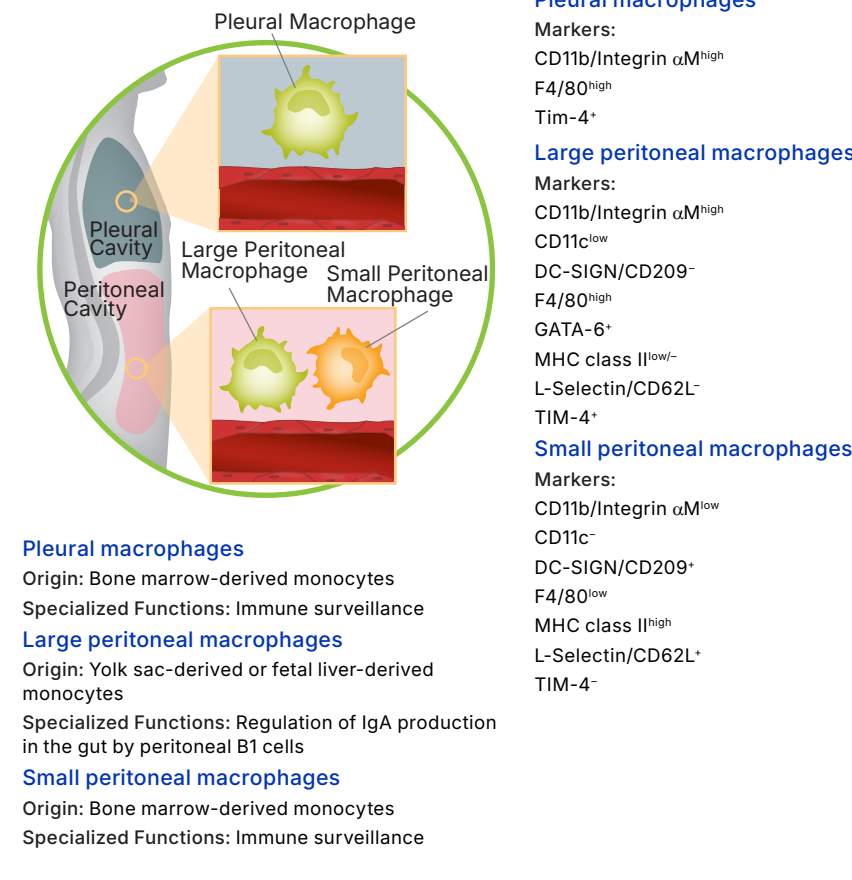 Pleural Macrophage
Pleural
Cavity
Large Peritoneal
Macrophage
Small Peritoneal
Macrophage
Peritoneal
Cavity
Pleural macrophages
Origin: Bone marrow-derived monocytes
Specialized Functions: Immune surveillance
Large peritoneal macrophages
Origin: Yolk sac-derived or fetal liver-derived
monocytes
Specialized Functions: Regulation of IgA production
in the gut by peritoneal B1 cells
Small peritoneal macrophages
Origin: Bone marrow-derived monocytes
Specialized Functions: Immune surveillance
Pleural macrophages
Markers:
CD11b/Integrin αMʰⁱᵍʰ
F4/80ʰⁱᵍʰ
Tim-4⁺
Large peritoneal macrophages
Markers:
CD11b/Integrin αMʰⁱᵍʰ
CD11cˡᵒʷ
DC-SIGN/CD209⁻
F4/80ʰⁱᵍʰ
GATA-6⁺
MHC class IIˡᵒʷ/⁻
L-Selectin/CD62L⁻
TIM-4⁺
Small peritoneal macrophages
Markers:
CD11b/Integrin αMˡᵒʷ
CD11c⁻
DC-SIGN/CD209⁺
F4/80ˡᵒʷ
MHC class IIʰⁱᵍʰ
L-Selectin/CD62L⁺
TIM-4⁻